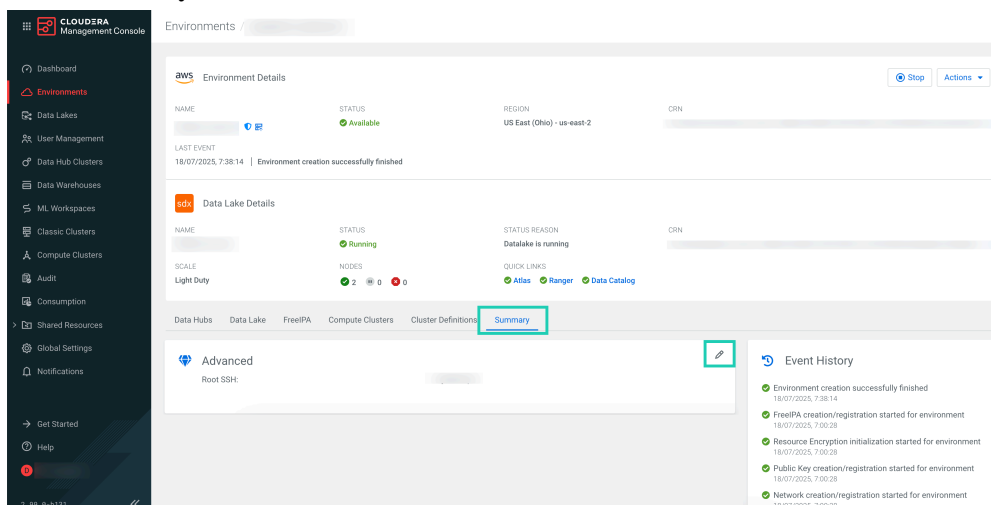 CLOUDERA
Management Console
Environments /
Dashboard
Environments
Data Lakes
User Management
Data Hub Clusters
Data Warehouses
ML Workspaces
Classic Clusters
Compute Clusters
Audit
Consumption
Shared Resources
Global Settings
Notifications
Get Started
Help
D
aws Environment Details
Stop Actions
NAME STATUS REGION CRN
Available US East (Ohio) - us-east-2
LAST EVENT
18/07/2025, 7:38:14 | Environment creation successfully finished
sdx Data Lake Details
NAME STATUS STATUS REASON CRN
Running Datalake is running
SCALE NODES QUICK LINKS
Light Duty 2 0 0 Atlas Ranger Data Catalog
Data Hubs Data Lake FreeIPA Compute Clusters Cluster Definitions Summary
Advanced
Root SSH:
Event History
Environment creation successfully finished
18/07/2025, 7:38:14
FreeIPA creation/registration started for environment
18/07/2025, 7:00:28
Resource Encryption initialization started for environment
18/07/2025, 7:00:28
Public Key creation/registration started for environment
18/07/2025, 7:00:28
Network creation/registration started for environment